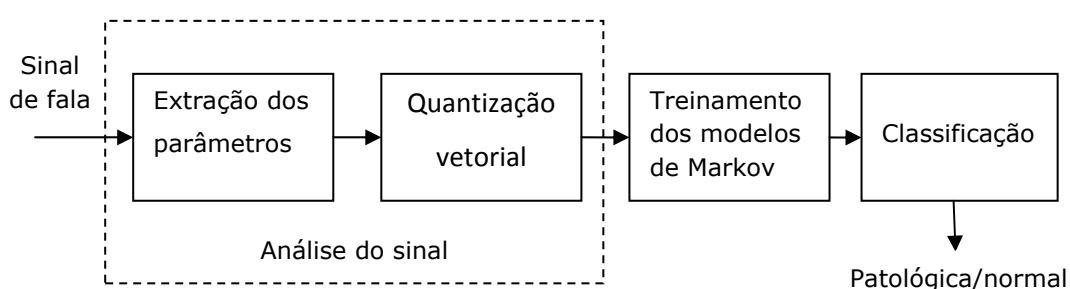 Sinal
de fala
Extração dos
parâmetros
Quantização
vetorial
Treinamento
dos modelos
de Markov
Classificação
Análise do sinal
Patológica/normal